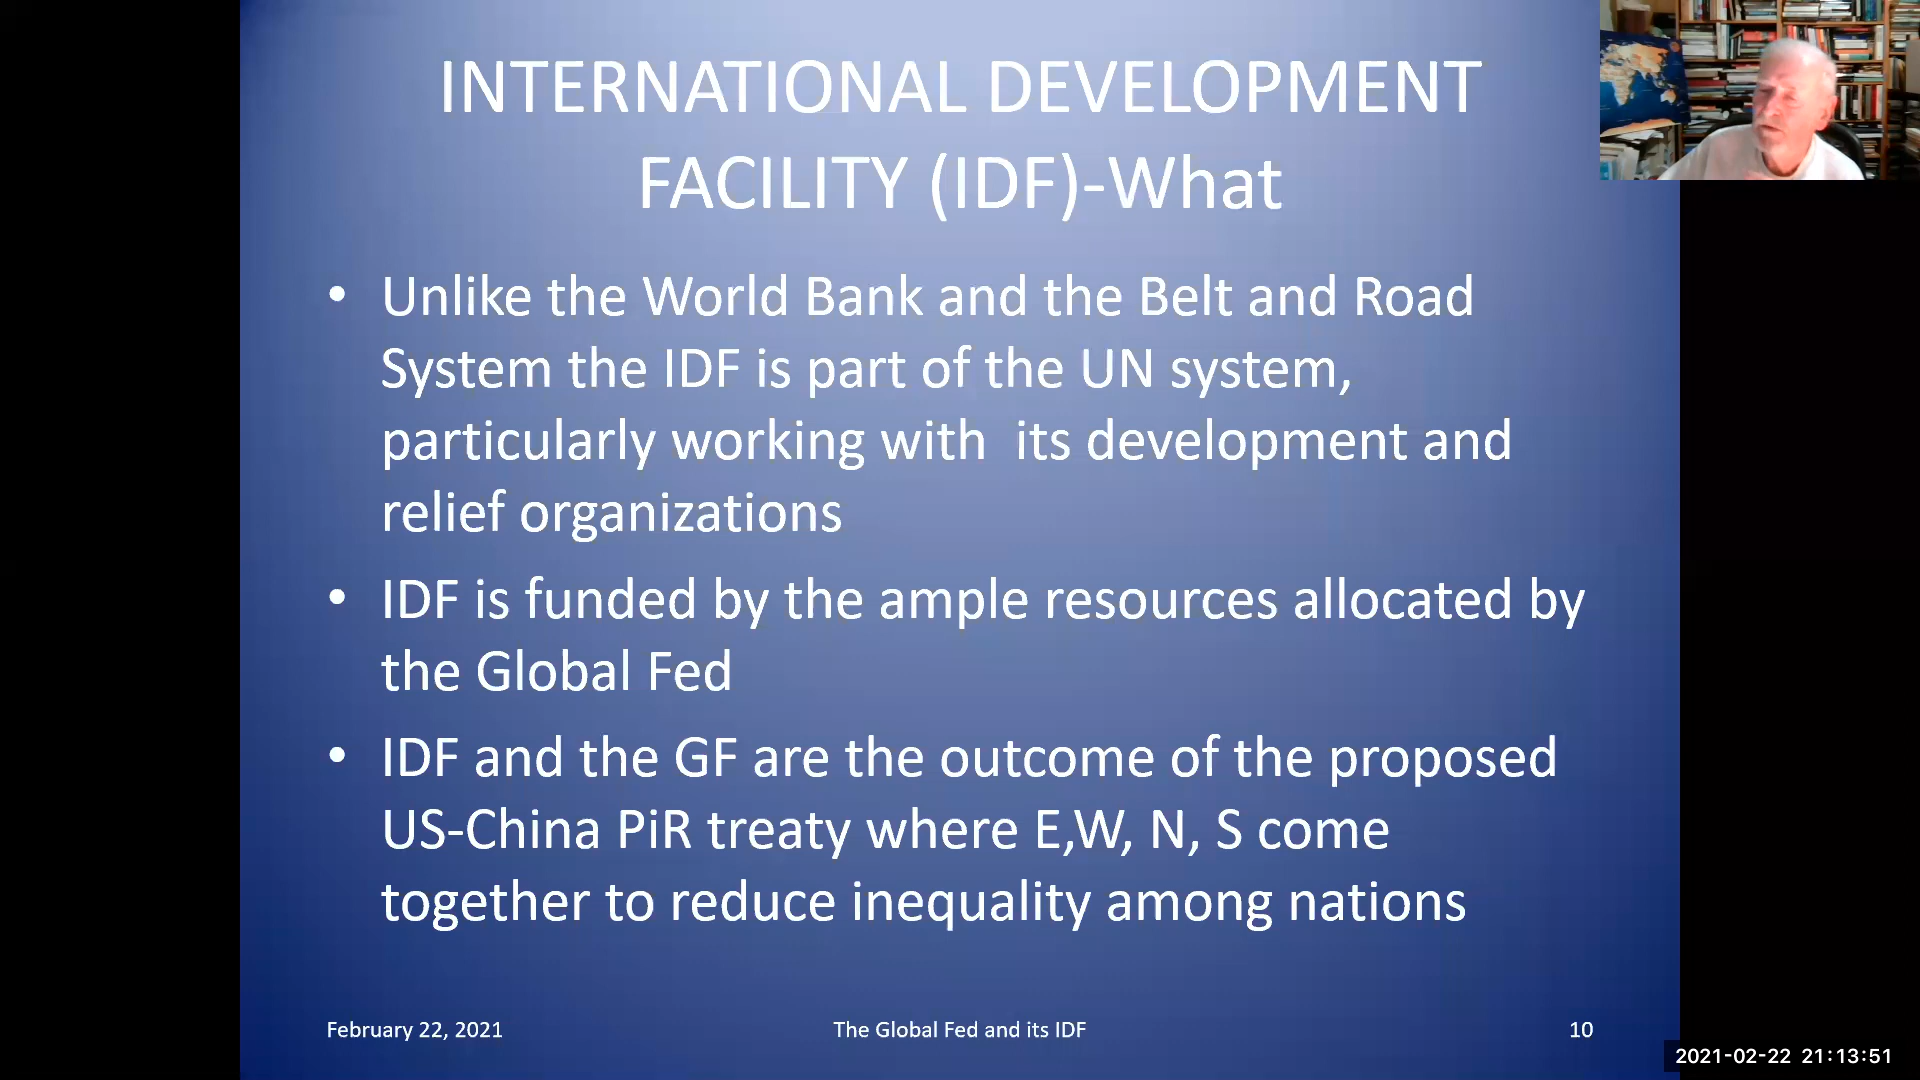 INTERNATIONAL DEVELOPMENT
FACILITY (IDF)-What
• Unlike the World Bank and the Belt and Road
System the IDF is part of the UN system,
particularly working with  its development and
relief organizations
• IDF is funded by the ample resources allocated by
the Global Fed
• IDF and the GF are the outcome of the proposed
US-China PiR treaty where E,W, N, S come
together to reduce inequality among nations
February 22, 2021
The Global Fed and its IDF
10
2021-02-22 21:13:51